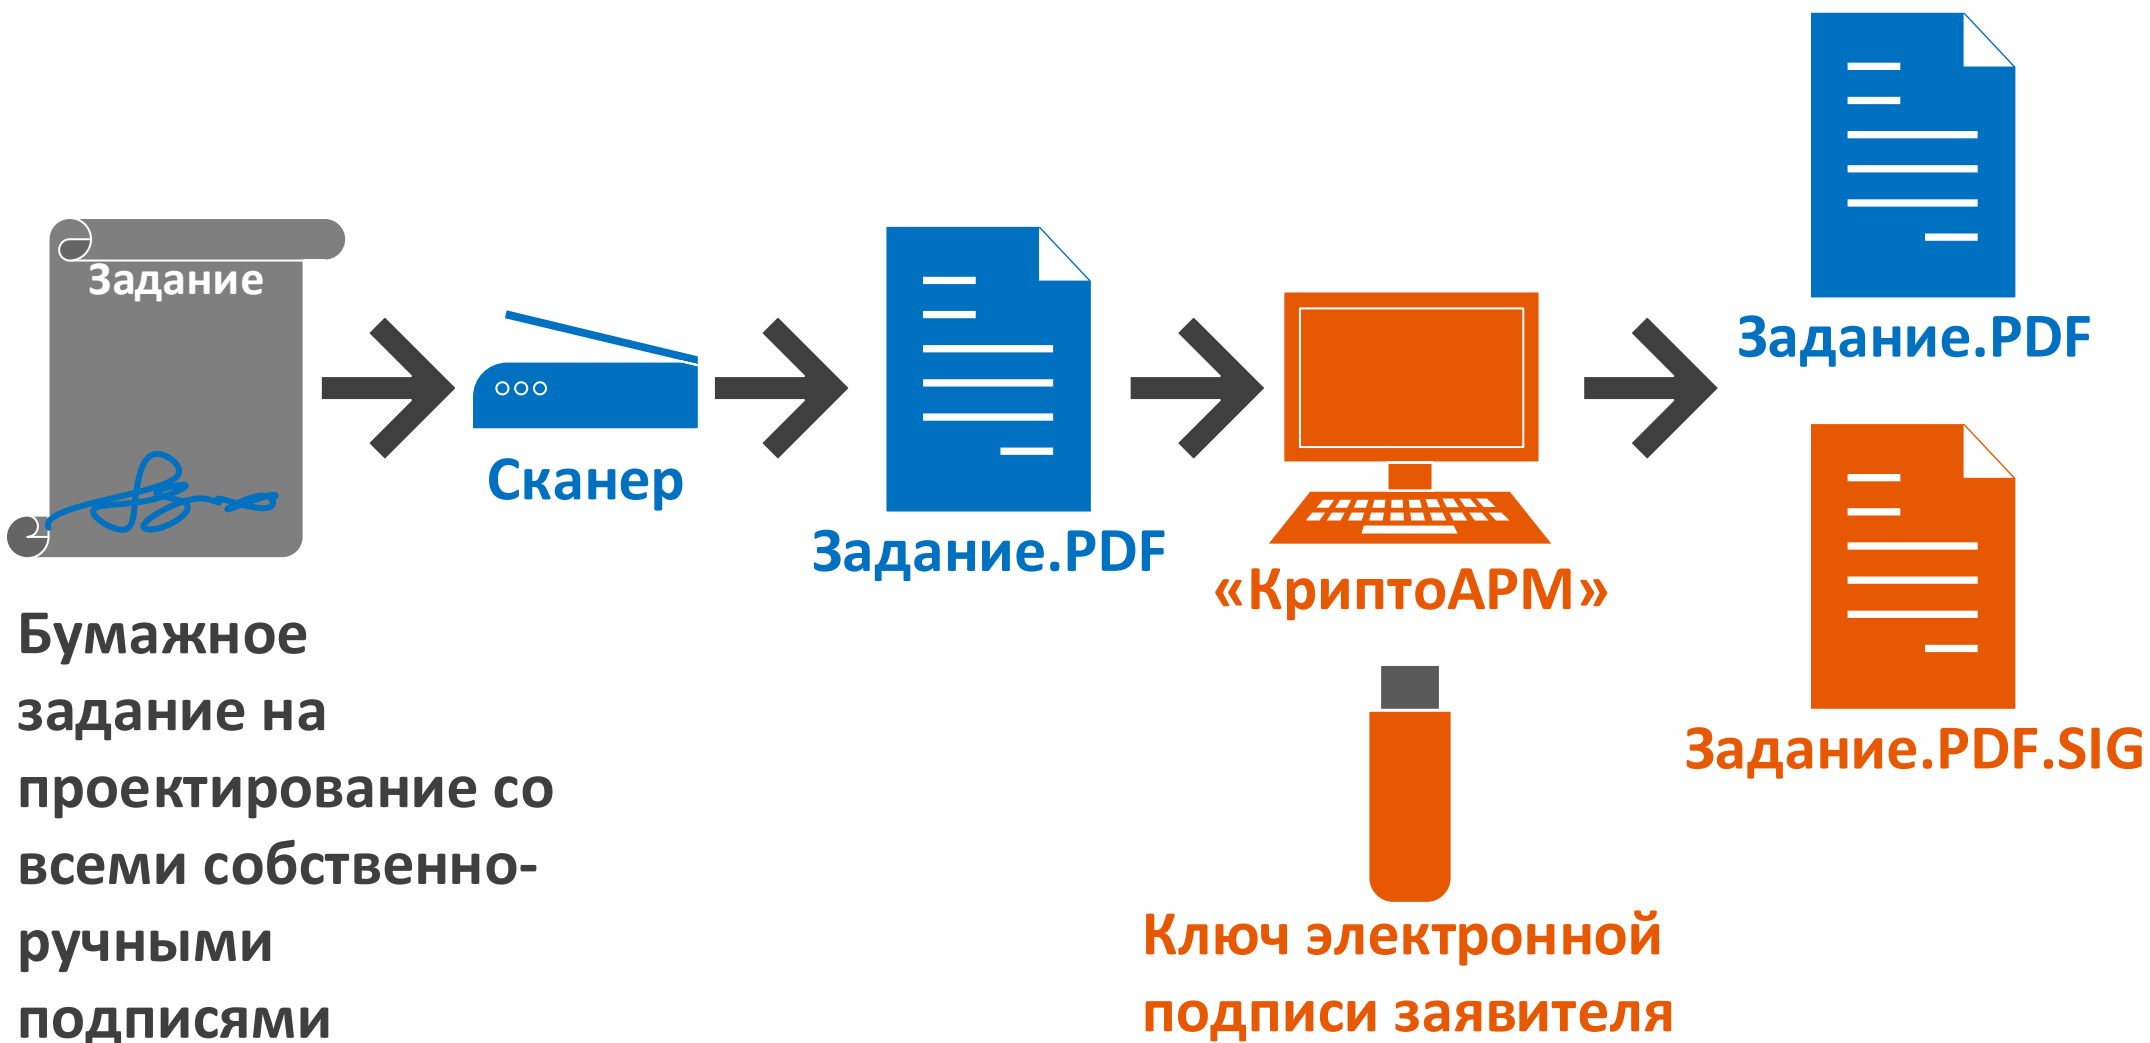 Задание
Сканер
Задание.PDF
«КриптоАРМ»
Задание.PDF
Задание.PDF.SIG
Бумажное
задание на
проектирование со
всеми собственно-
ручными
подписями
Ключ электронной
подписи заявителя